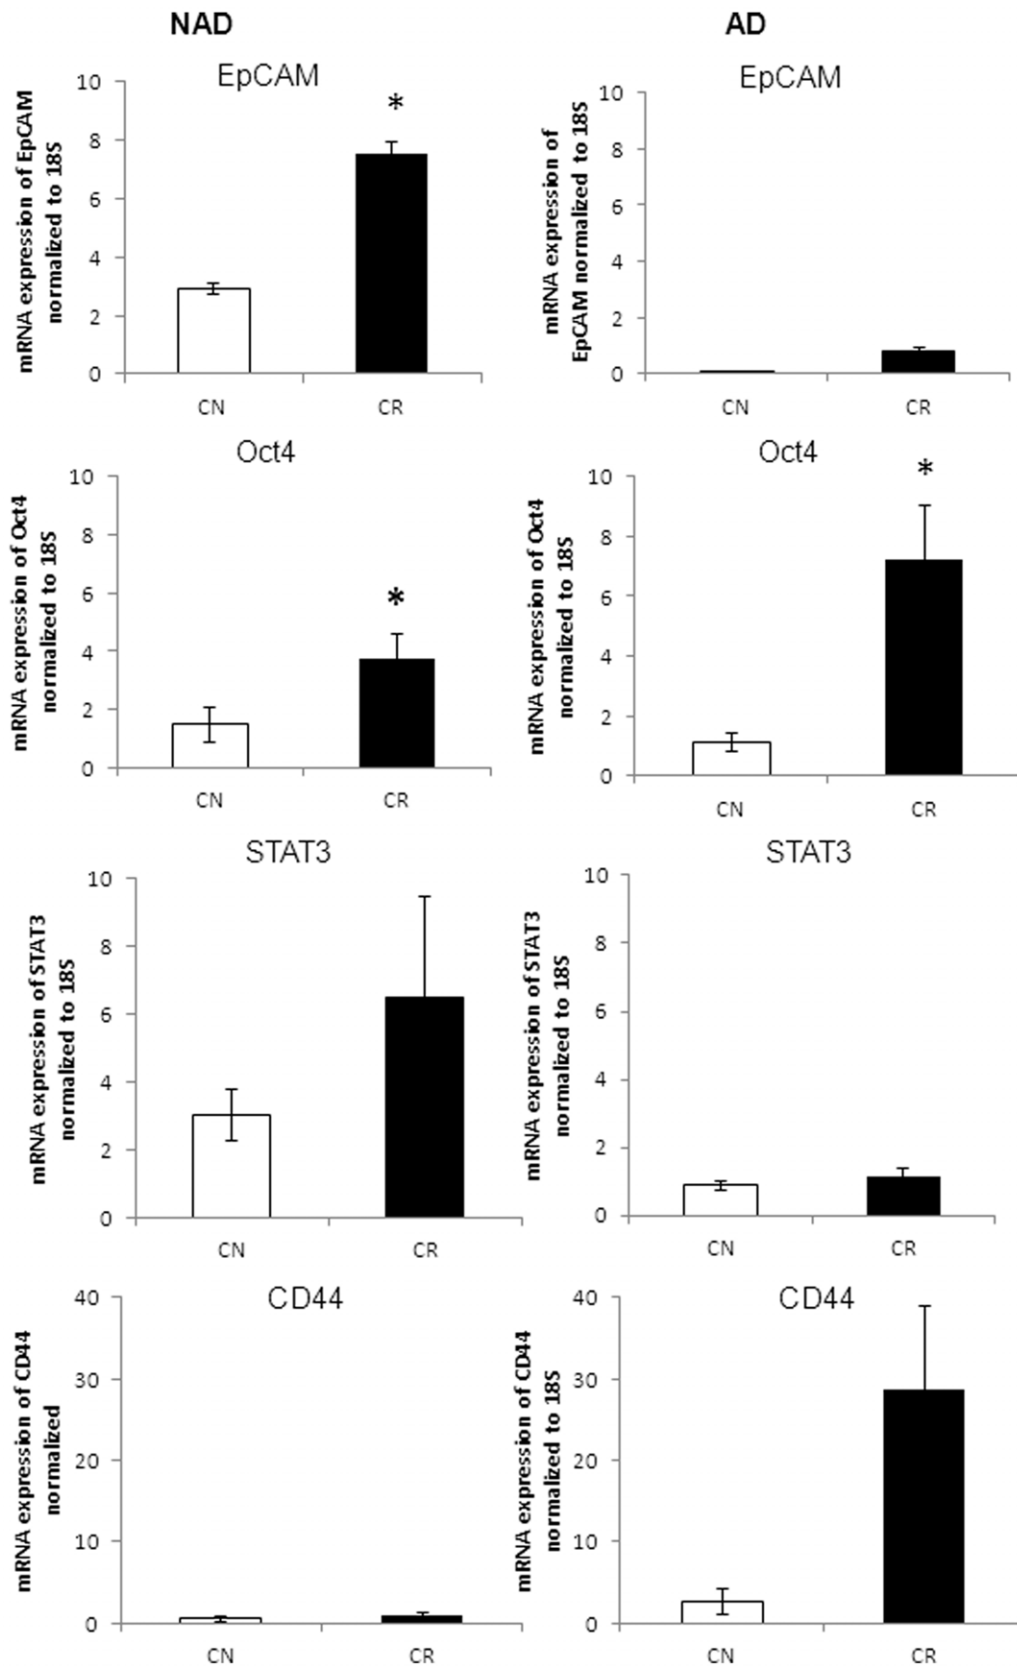 NAD
AD
EpCAM
mRNA expression of EpCAM
normalized to 18S
10
*
8
6
4
2
0
CN
CR
EpCAM
mRNA expression of
EpCAM normalized to 18S
10
8
6
4
2
0
CN
CR
Oct4
mRNA expression of Oct4
normalized to 18S
10
8
6
*
4
2
0
CN
CR
Oct4
mRNA expression of Oct4
normalized to 18S
*
10
8
6
4
2
0
CN
CR
STAT3
mRNA expression of STAT3
normalized to 18S
10
8
6
4
2
0
CN
CR
STAT3
mRNA expression of STAT3
normalized to 18S
10
8
6
4
2
0
CN
CR
CD44
mRNA expression of CD44
normalized
40
30
20
10
0
CN
CR
CD44
mRNA expression of CD44
normalized to 18S
40
30
20
10
0
CN
CR